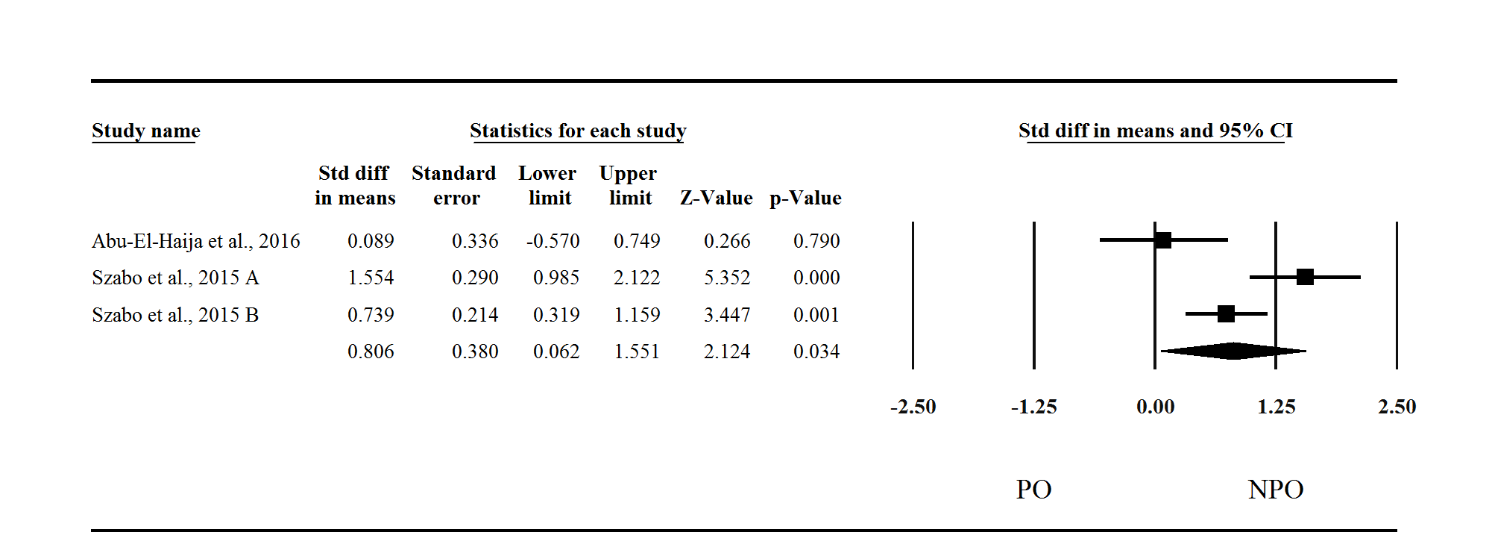 Study name Statistics for each study Std diff in means and 95% CI
Std diff Standard Lower Upper
in means error limit limit Z-Value p-Value
Abu-El-Haija et al., 2016 0.089 0.336 -0.570 0.749 0.266 0.790
Szabo et al., 2015 A 1.554 0.290 0.985 2.122 5.352 0.000
Szabo et al., 2015 B 0.739 0.214 0.319 1.159 3.447 0.001
0.806 0.380 0.062 1.551 2.124 0.034
-2.50 -1.25 0.00 1.25 2.50
PO NPO